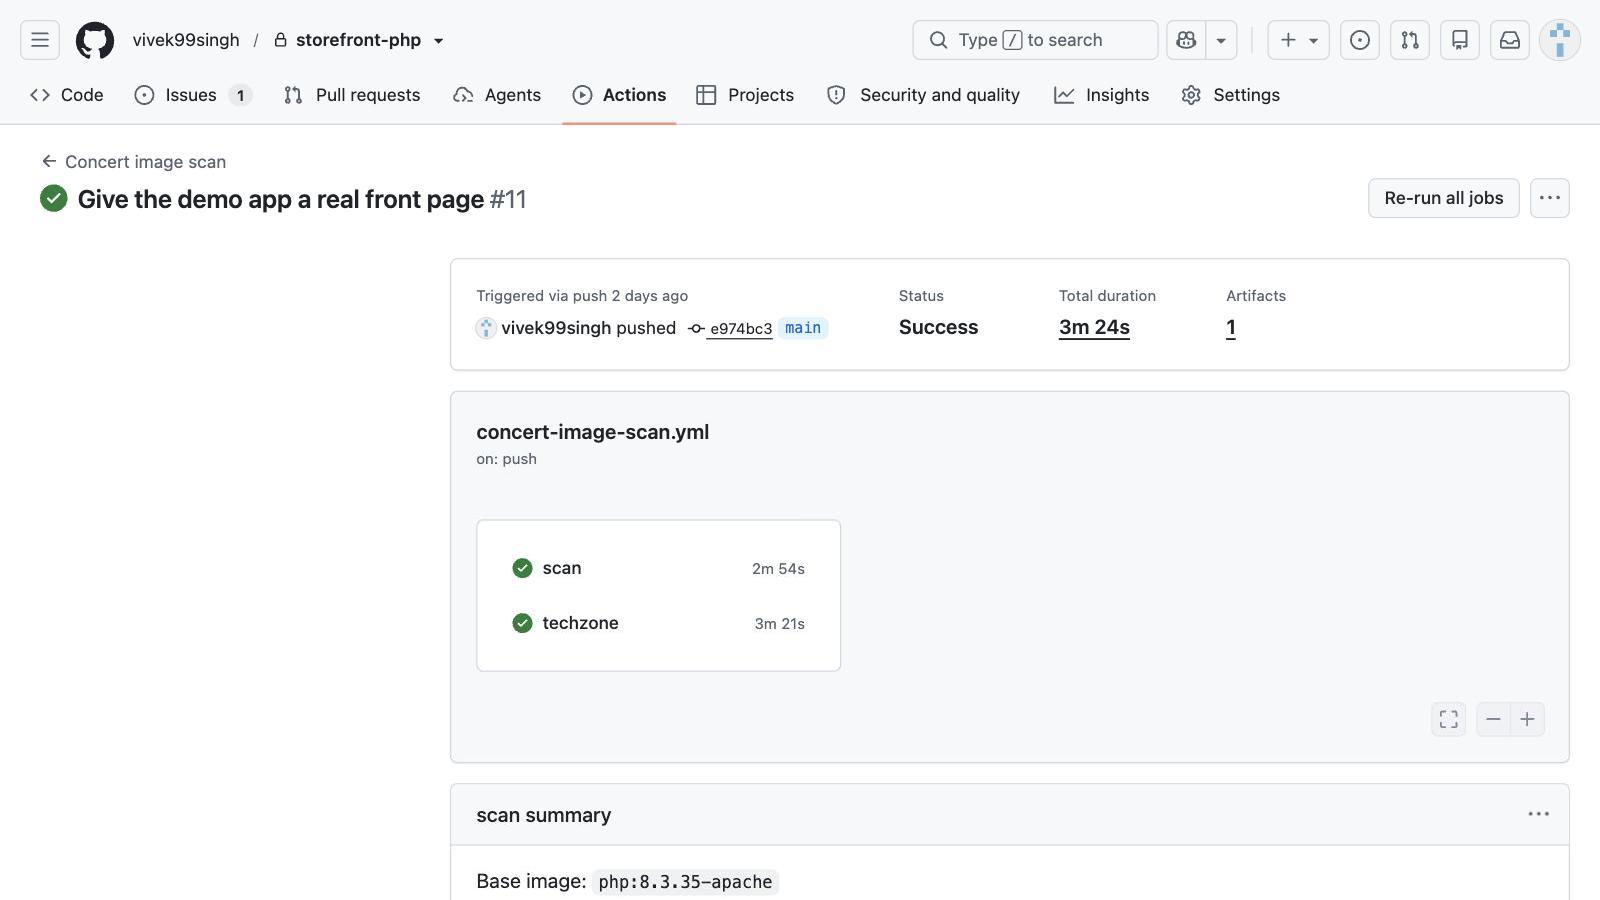 vivek99singh / storefront-php
Type / to search
Code
Issues 1
Pull requests
Agents
Actions
Projects
Security and quality
Insights
Settings
Concert image scan
Give the demo app a real front page #11
Re-run all jobs
Triggered via push 2 days ago
vivek99singh pushed e974bc3 main
Status
Success
Total duration
3m 24s
Artifacts
1
concert-image-scan.yml
on: push
scan 2m 54s
techzone 3m 21s
scan summary
Base image: php:8.3.35-apache